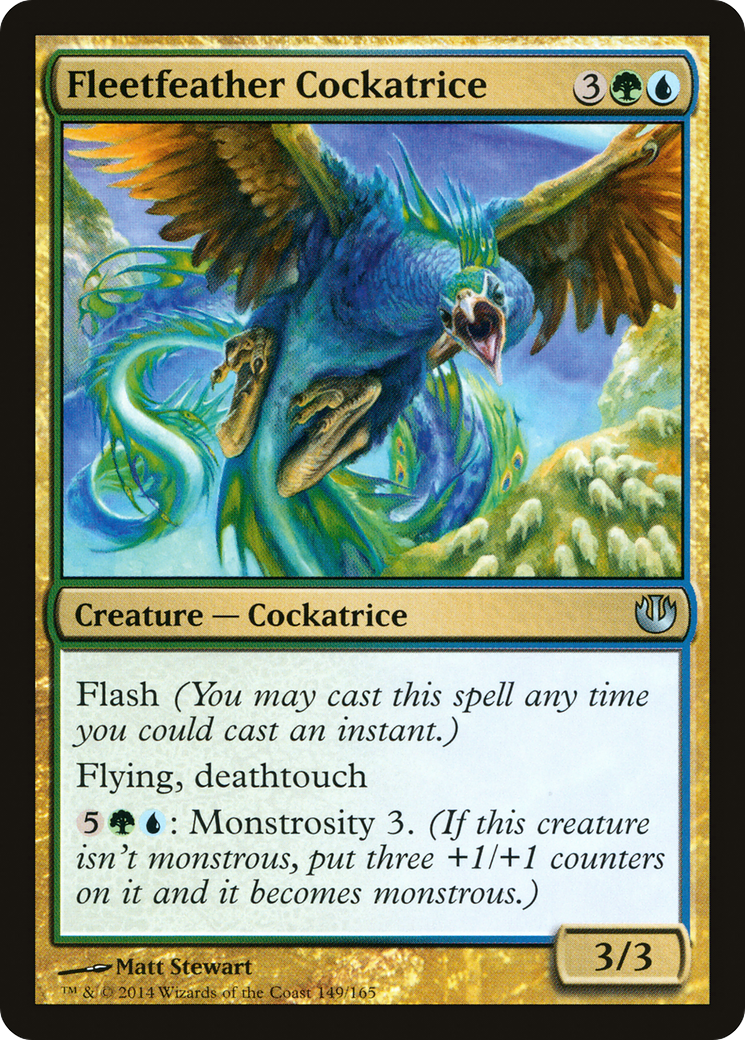 Fleetfeather Cockatrice 3
Creature — Cockatrice
Flash (You may cast this spell any time
you could cast an instant.)
Flying, deathtouch
5 : Monstrosity 3. (If this creature
isn't monstrous, put three +1/+1 counters
on it and it becomes monstrous.)
3/3
Matt Stewart
™ & © 2014 Wizards of the Coast 149/165